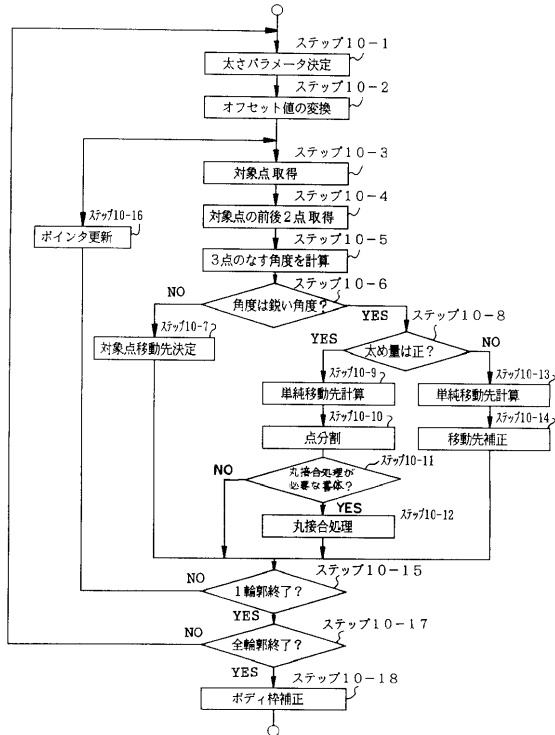 ステップ10-1
太さパラメータ決定
ステップ10-2
オフセット値の変換
ステップ10-3
対象点取得
ステップ10-4
対象点の前後2点取得
ステップ10-16
ポインタ更新
ステップ10-5
3点のなす角度を計算
ステップ10-6
角度は鋭い角度?
NO
YES
ステップ10-7
対象点移動先決定
ステップ10-8
太め量は正?
YES
NO
ステップ10-9
単純移動先計算
ステップ10-13
単純移動先計算
ステップ10-10
点分割
ステップ10-14
移動先補正
ステップ10-11
丸接合処理が
必要な書体?
NO
YES
ステップ10-12
丸接合処理
ステップ10-15
1輪郭終了?
NO
YES
ステップ10-17
全輪郭終了?
NO
YES
ステップ10-18
ボディ枠補正